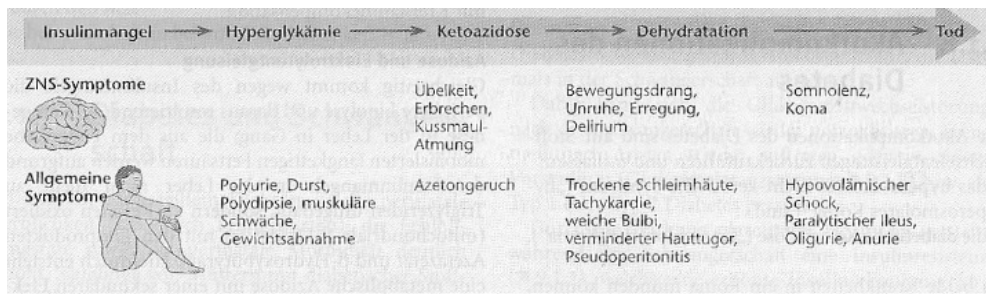 Insulinmangel → Hyperglykämie → Ketoazidose → Dehydratation → Tod
ZNS-Symptome
Übelkeit,
Erbrechen,
Kussmaul-
Atmung
Bewegungsdrang,
Unruhe, Erregung,
Delirium
Somnolenz,
Koma
Allgemeine
Symptome
Polyurie, Durst,
Polydipsie, muskuläre
Schwäche,
Gewichtsabnahme
Azetongeruch
Trockene Schleimhäute,
Tachykardie,
weiche Bulbi,
verminderter Hauttugor,
Pseudoperitonitis
Hypovolämischer
Schock,
Paralytischer Ileus,
Oligurie, Anurie